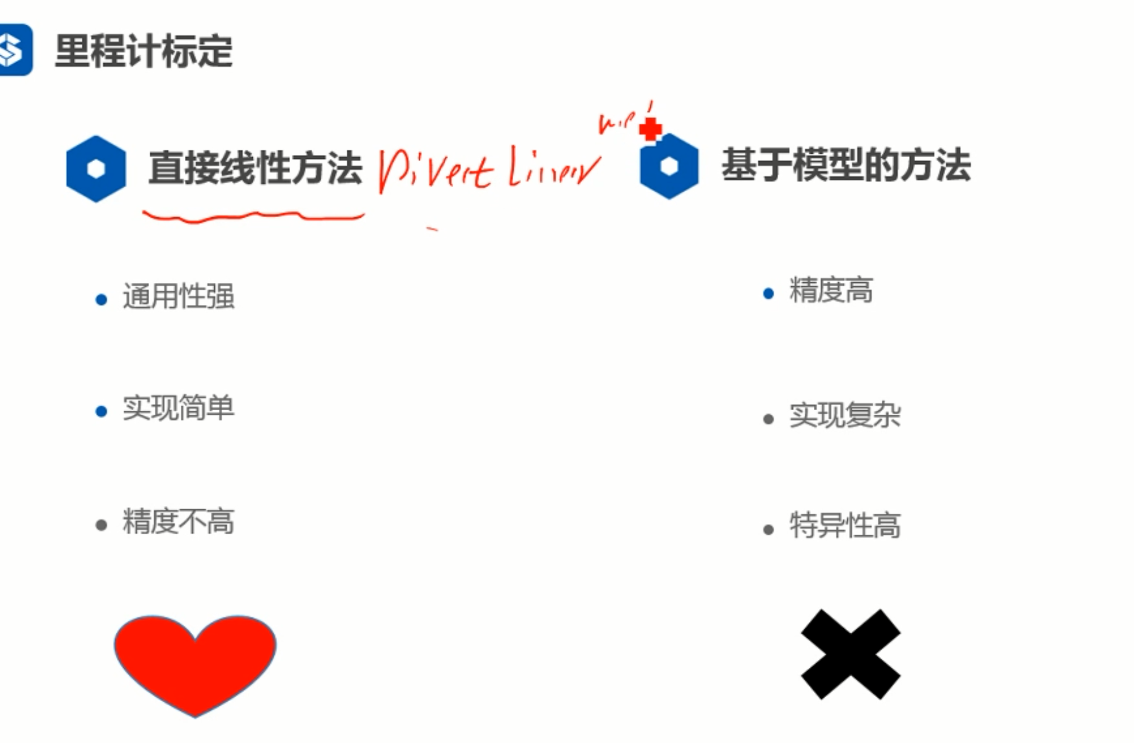 里程计标定
直接线性方法 Direct Linear
通用性强
实现简单
精度不高
基于模型的方法
精度高
实现复杂
特异性高